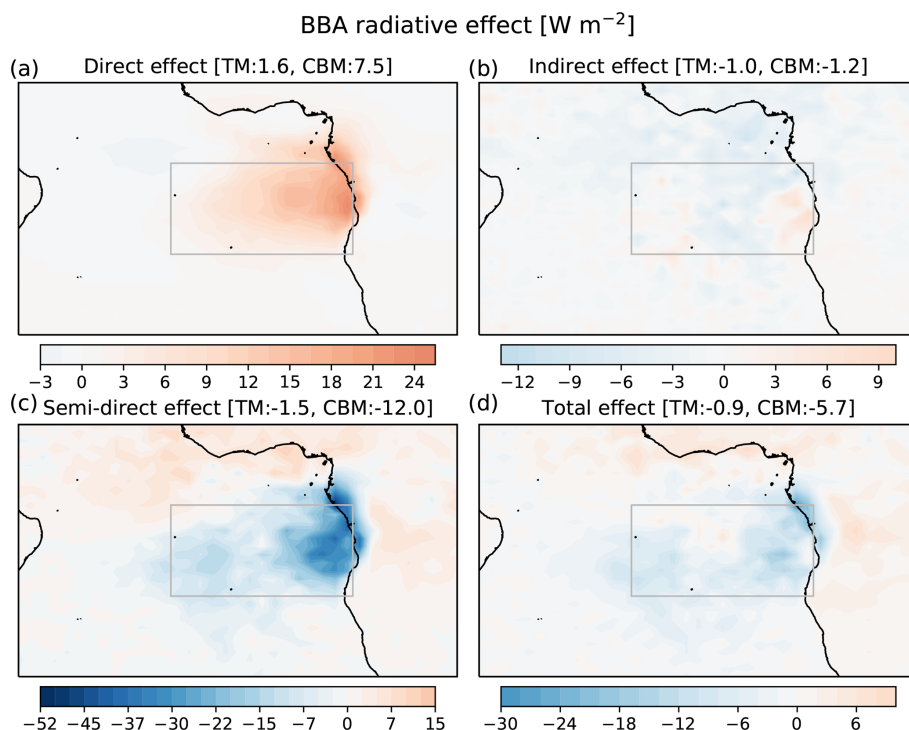 BBA radiative effect [W m⁻²]
(a) Direct effect [TM:1.6, CBM:7.5]
(b) Indirect effect [TM:-1.0, CBM:-1.2]
−3 0 3 6 9 12 15 18 21 24
−12 −9 −6 −3 0 3 6 9
(c) Semi-direct effect [TM:-1.5, CBM:-12.0]
(d) Total effect [TM:-0.9, CBM:-5.7]
−52 −45 −37 −30 −22 −15 −7 0 7 15
−30 −24 −18 −12 −6 0 6